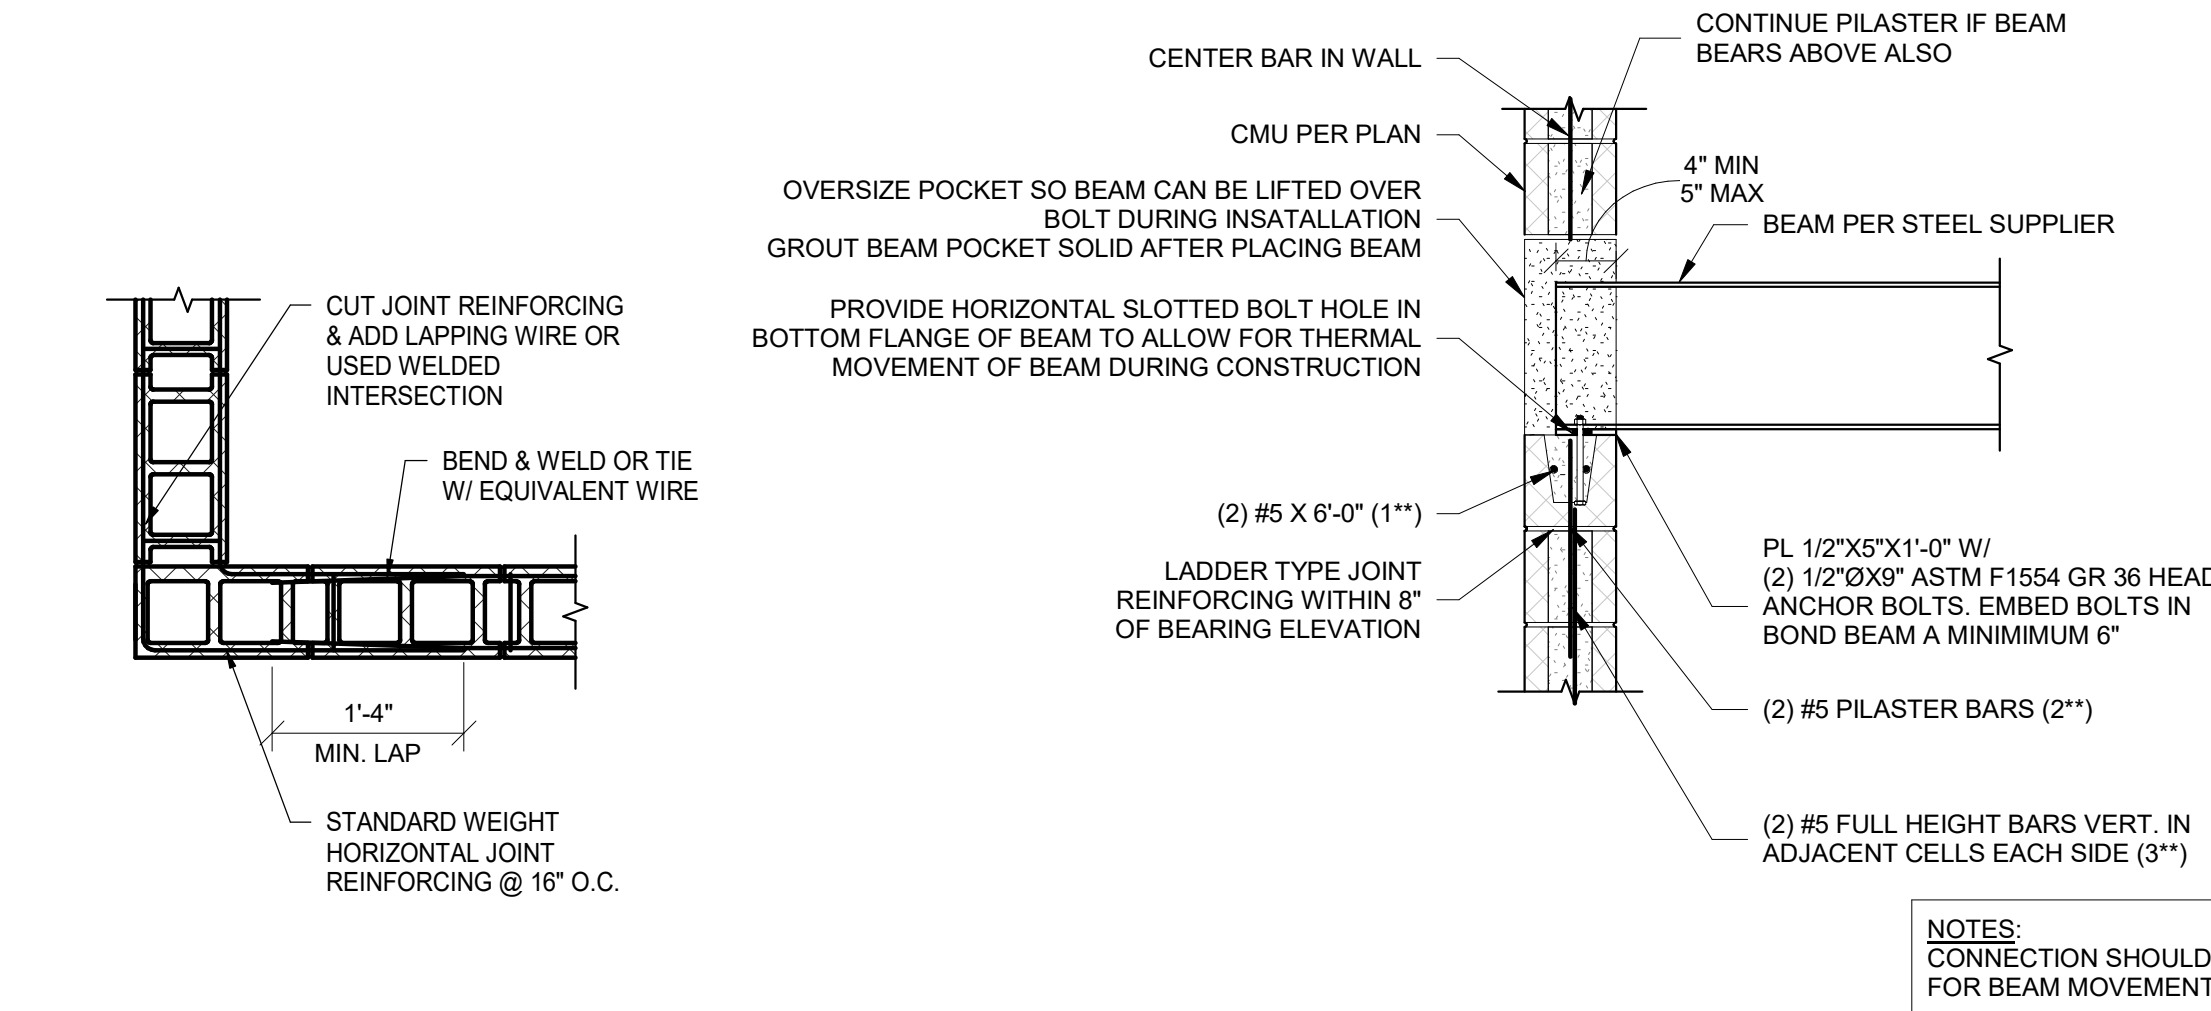 CUT JOINT REINFORCING
& ADD LAPPING WIRE OR
USED WELDED
INTERSECTION
BEND & WELD OR TIE
W/ EQUIVALENT WIRE
1'-4"
MIN. LAP
STANDARD WEIGHT
HORIZONTAL JOINT
REINFORCING @ 16" O.C.
CENTER BAR IN WALL
CMU PER PLAN
OVERSIZE POCKET SO BEAM CAN BE LIFTED OVER
BOLT DURING INSATALLATION
GROUT BEAM POCKET SOLID AFTER PLACING BEAM
PROVIDE HORIZONTAL SLOTTED BOLT HOLE IN
BOTTOM FLANGE OF BEAM TO ALLOW FOR THERMAL
MOVEMENT OF BEAM DURING CONSTRUCTION
(2) #5 X 6'-0" (1**)
LADDER TYPE JOINT
REINFORCING WITHIN 8"
OF BEARING ELEVATION
CONTINUE PILASTER IF BEAM
BEARS ABOVE ALSO
4" MIN
5" MAX
BEAM PER STEEL SUPPLIER
PL 1/2"X5"X1'-0" W/
(2) 1/2"ØX9" ASTM F1554 GR 36 HEAD
ANCHOR BOLTS. EMBED BOLTS IN
BOND BEAM A MINIMIMUM 6"
(2) #5 PILASTER BARS (2**)
(2) #5 FULL HEIGHT BARS VERT. IN
ADJACENT CELLS EACH SIDE (3**)
NOTES:
CONNECTION SHOULD
FOR BEAM MOVEMENT